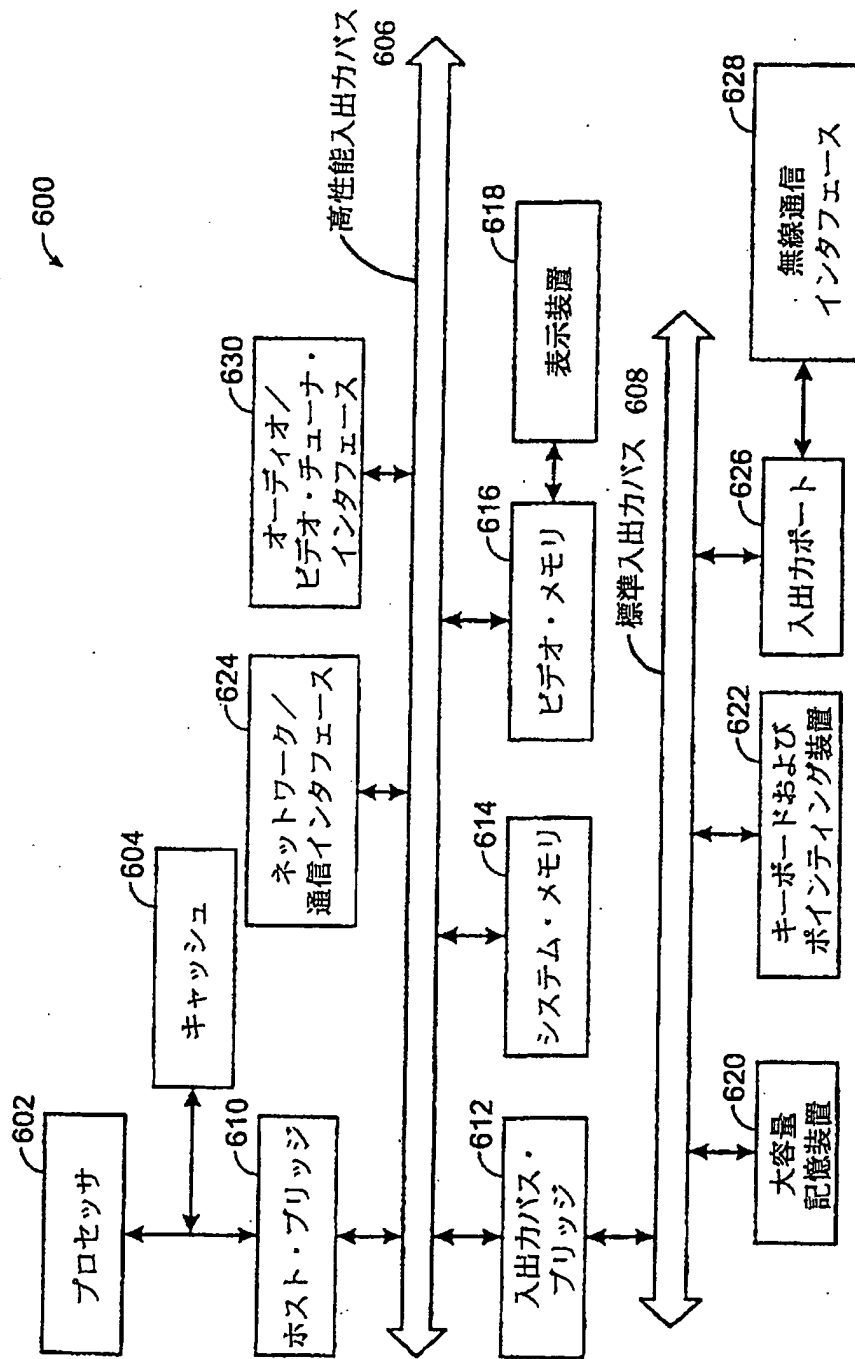 600
602
プロセッサ
604
キャッシュ
610
ホスト・ブリッジ
624
ネットワーク/
通信インタフェース
630
オーディオ/
ビデオ・チューナ・
インタフェース
高性能入出力バス
606
612
入出力バス・
ブリッジ
614
システム・メモリ
616
ビデオ・メモリ
618
表示装置
標準入出力バス 608
620
大容量
記憶装置
622
キーボードおよび
ポインティング装置
626
入出力ポート
628
無線通信
インタフェース